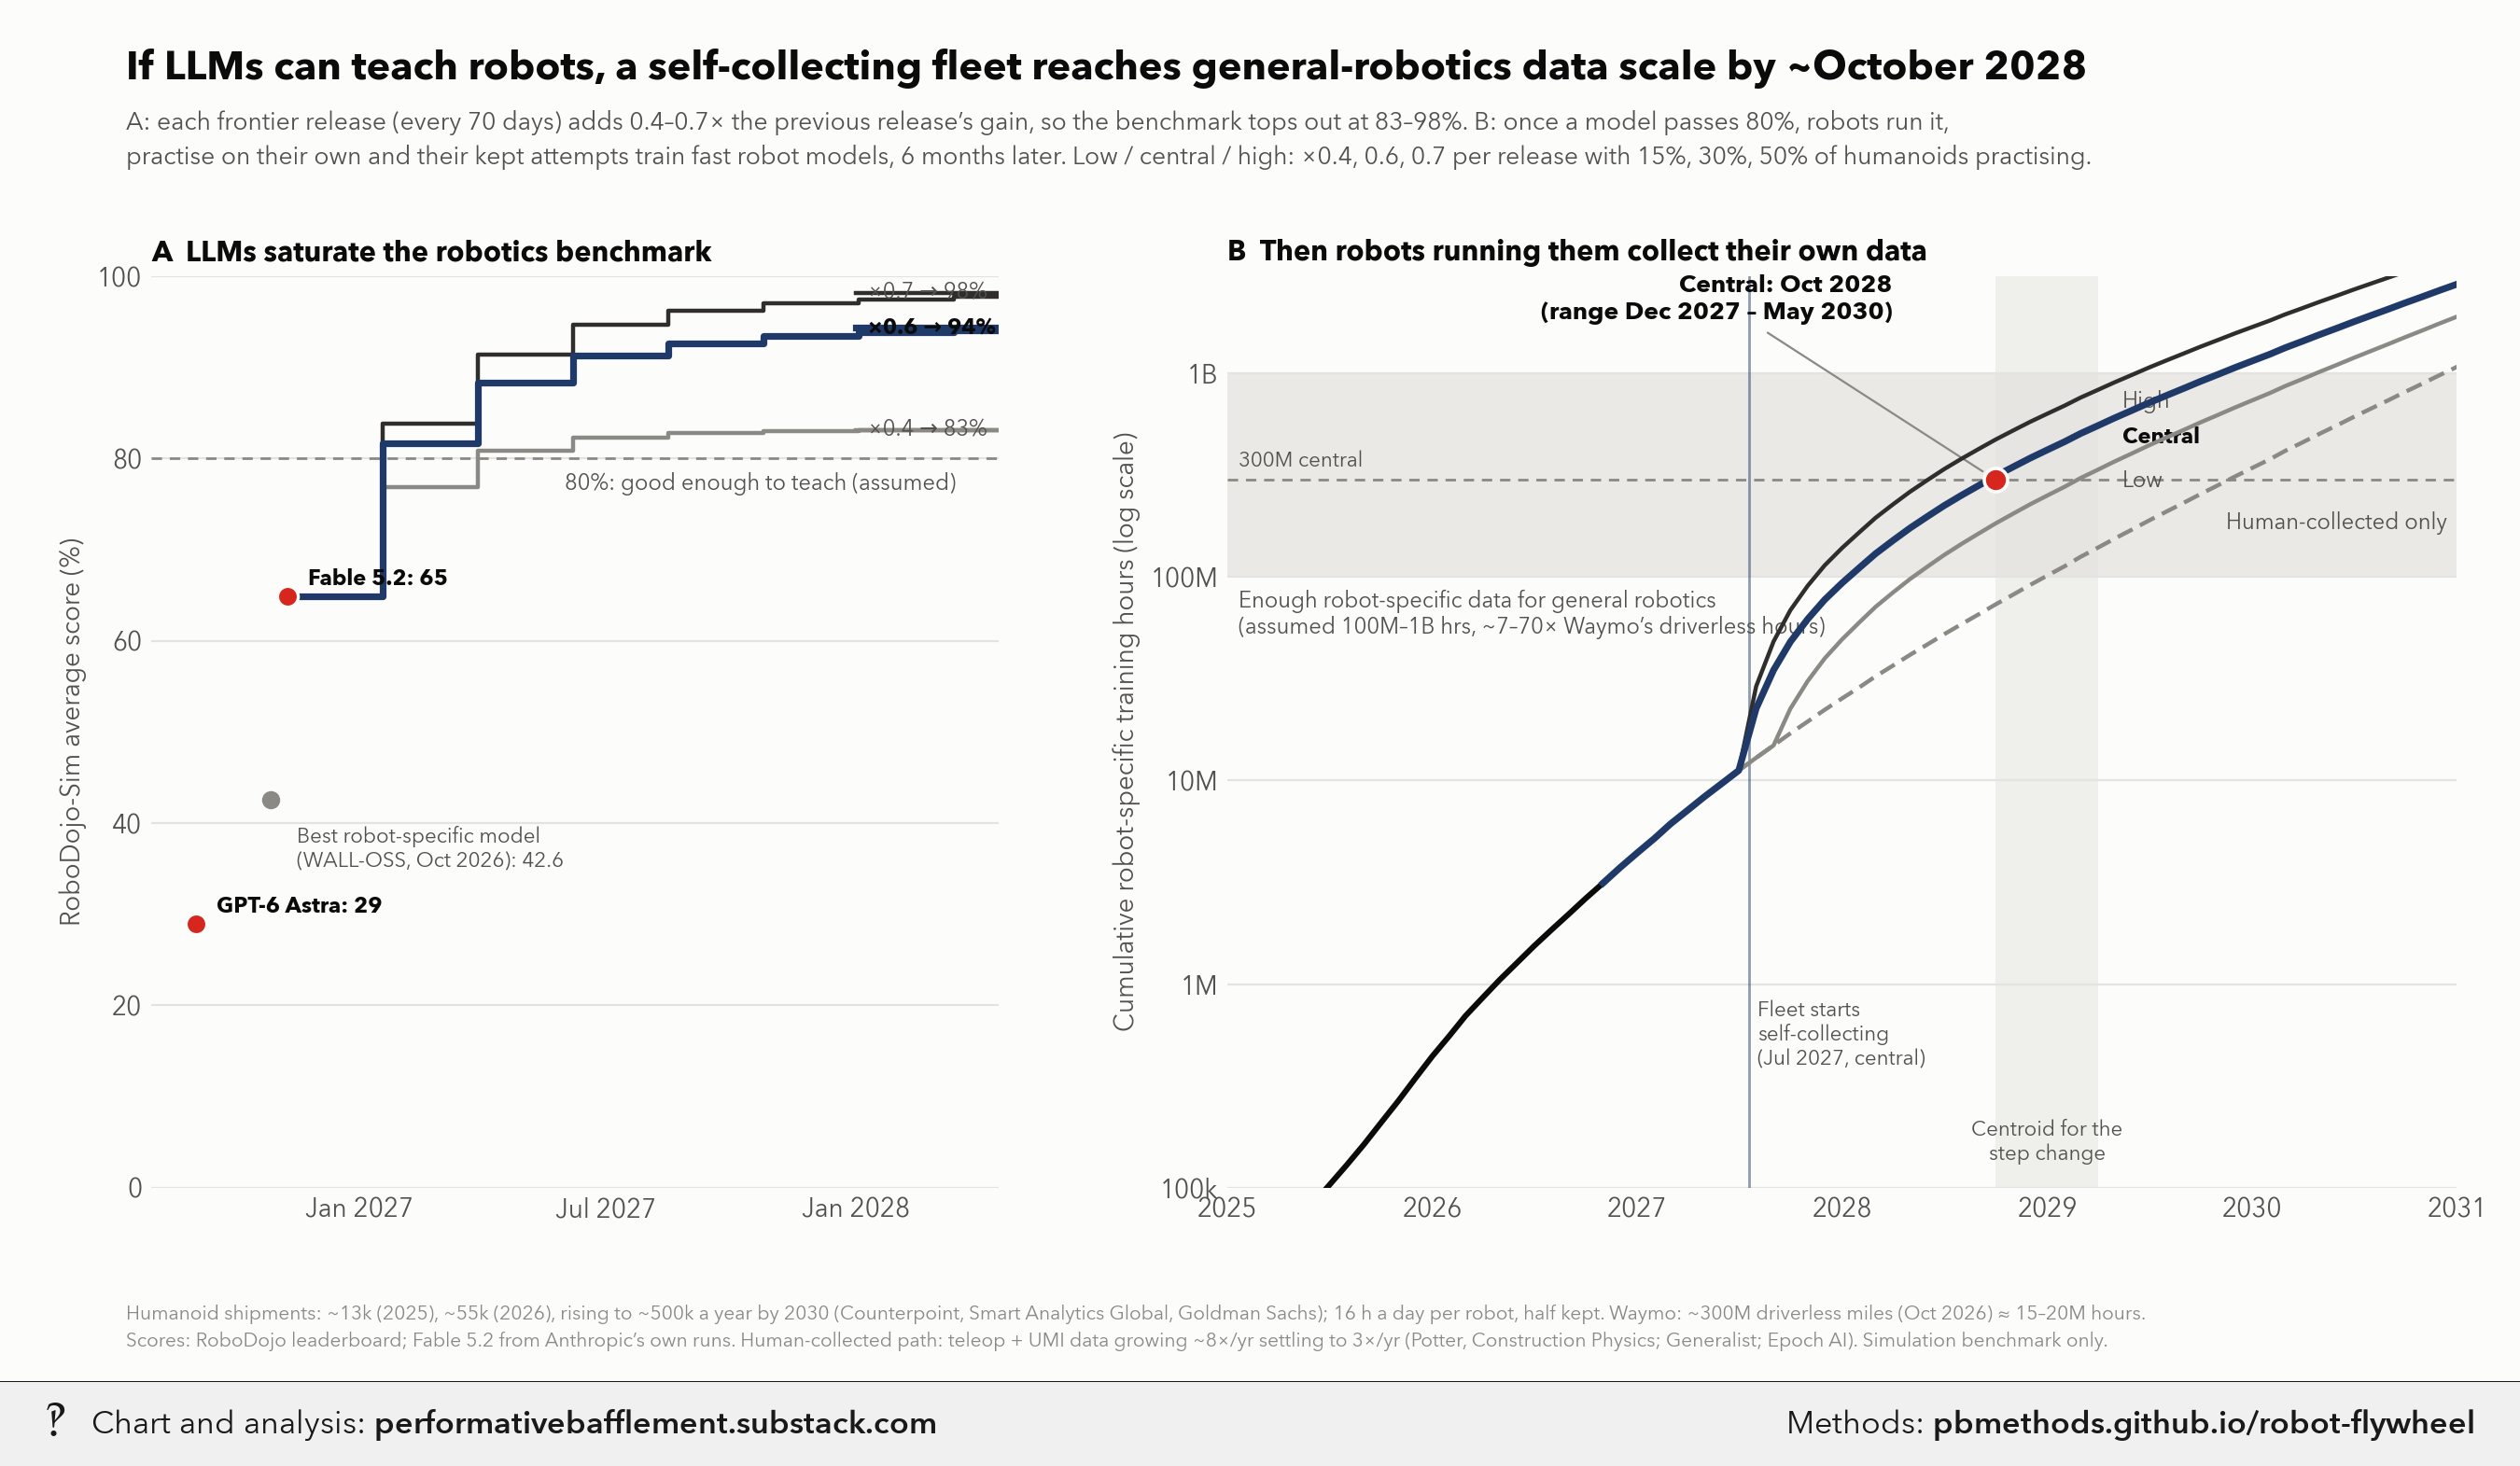 If LLMs can teach robots, a self-collecting fleet reaches general-robotics data scale by ~October 2028
A: each frontier release (every 70 days) adds 0.4–0.7× the previous release’s gain, so the benchmark tops out at 83–98%. B: once a model passes 80%, robots run it,
practise on their own and their kept attempts train fast robot models, 6 months later. Low / central / high: ×0.4, 0.6, 0.7 per release with 15%, 30%, 50% of humanoids practising.
A LLMs saturate the robotics benchmark
RoboDojo-Sim average score (%)
100
80
60
40
20
0
×0.7 → 98%
×0.6 → 94%
×0.4 → 83%
80%: good enough to teach (assumed)
Fable 5.2: 65
Best robot-specific model
(WALL-OSS, Oct 2026): 42.6
GPT-6 Astra: 29
Jan 2027
Jul 2027
Jan 2028
B Then robots running them collect their own data
Cumulative robot-specific training hours (log scale)
Central: Oct 2028
(range Dec 2027 – May 2030)
1B
100M
10M
1M
100k
High
Central
300M central
Low
Human-collected only
Enough robot-specific data for general robotics
(assumed 100M–1B hrs, ~7–70× Waymo’s driverless hours)
Fleet starts
self-collecting
(Jul 2027, central)
Centroid for the
step change
2025
2026
2027
2028
2029
2030
2031
Humanoid shipments: ~13k (2025), ~55k (2026), rising to ~500k a year by 2030 (Counterpoint, Smart Analytics Global, Goldman Sachs); 16 h a day per robot, half kept. Waymo: ~300M driverless miles (Oct 2026) ≈ 15–20M hours.
Scores: RoboDojo leaderboard; Fable 5.2 from Anthropic’s own runs. Human-collected path: teleop + UMI data growing ~8×/yr settling to 3×/yr (Potter, Construction Physics; Generalist; Epoch AI). Simulation benchmark only.
‽ Chart and analysis: performativebafflement.substack.com
Methods: pbmethods.github.io/robot-flywheel